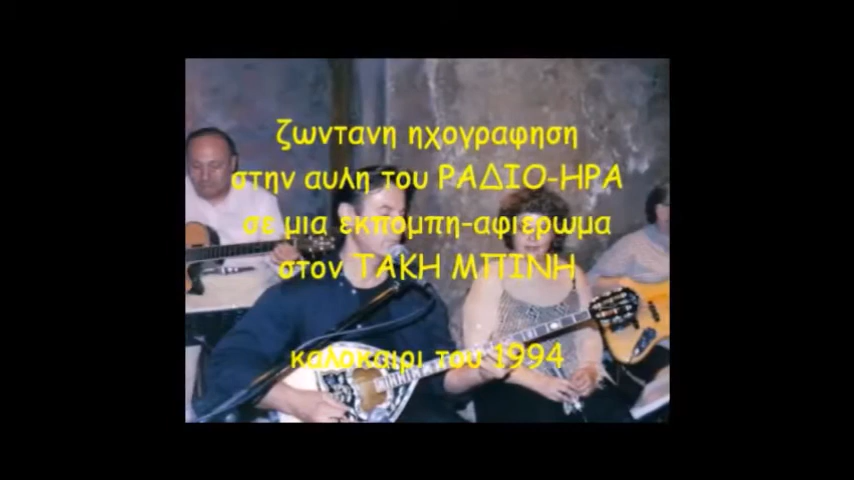 ζωντανη ηχογραφηση
στην αυλη του ΡΑΔΙΟ-ΗΡΑ
σε μια εκπομπη-αφιερωμα
στον ΤΑΚΗ ΜΠΙΝΗ
καλοκαιρι του 1994